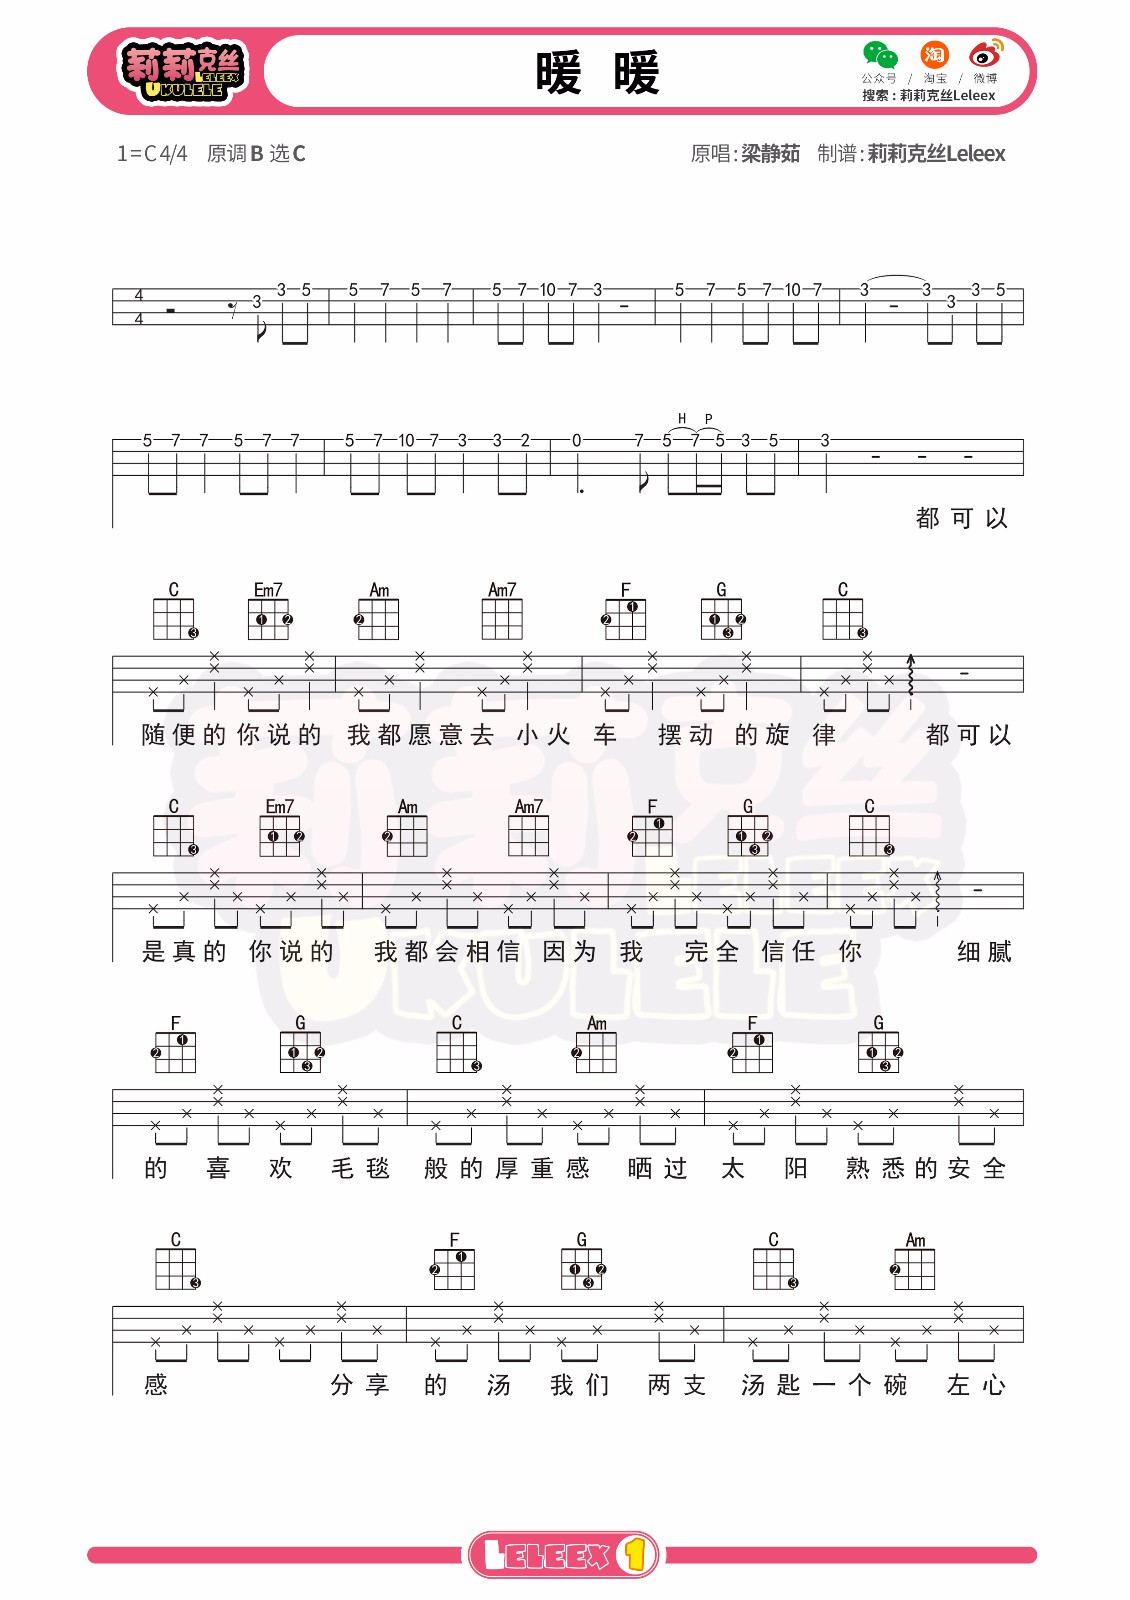 莉莉克丝
LELEEX
UKULELE
暖 暖
公众号 / 淘宝 / 微博
搜索：莉莉克丝Leleex
1=C 4/4 原调 B 选 C
原唱：梁静茹 制谱：莉莉克丝Leleex
4 3 3 5 5 7 5 7 5 7 10 7 3 5 7 5 7 10 7 3 3 3 3 5
4
H P
5 7 7 5 7 7 5 7 10 7 3 3 2 0 7 5 7 5 3 5 3
都 可 以
C Em7 Am Am7 F G C
随 便 的 你 说 的 我 都 愿 意 去 小 火 车 摆 动 的 旋 律 都 可 以
C Em7 Am Am7 F G C
是 真 的 你 说 的 我 都 会 相 信 因 为 我 完 全 信 任 你 细 腻
F G C Am F G
的 喜 欢 毛 毯 般 的 厚 重 感 晒 过 太 阳 熟 悉 的 安 全
C F G C Am
感 分 享 的 汤 我 们 两 支 汤 匙 一 个 碗 左 心
LELEEX 1